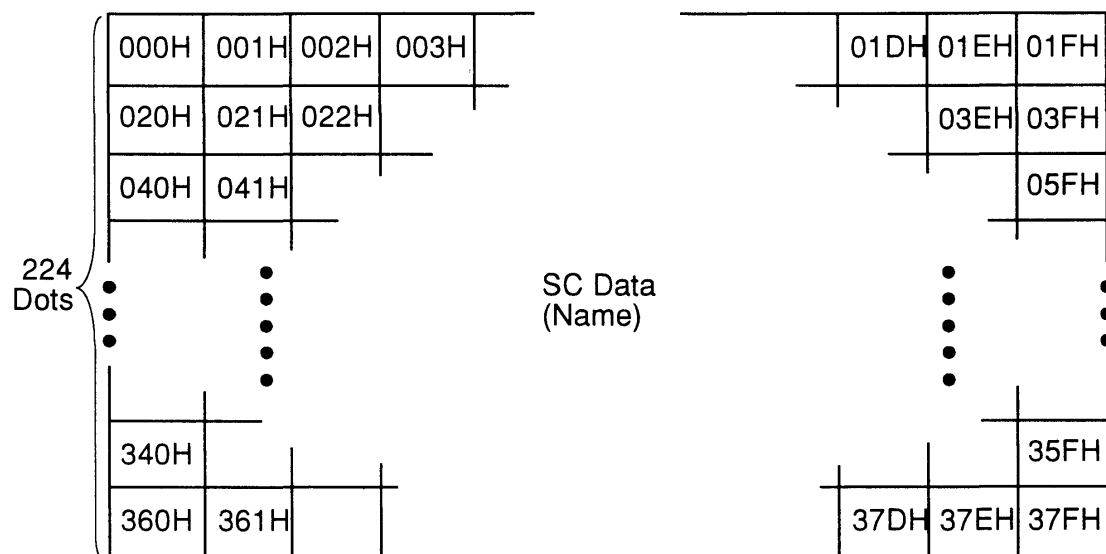 000H 001H 002H 003H 01DH 01EH 01FH
020H 021H 022H 03EH 03FH
040H 041H 05FH
224
Dots
SC Data
(Name)
340H 35FH
360H 361H 37DH 37EH 37FH